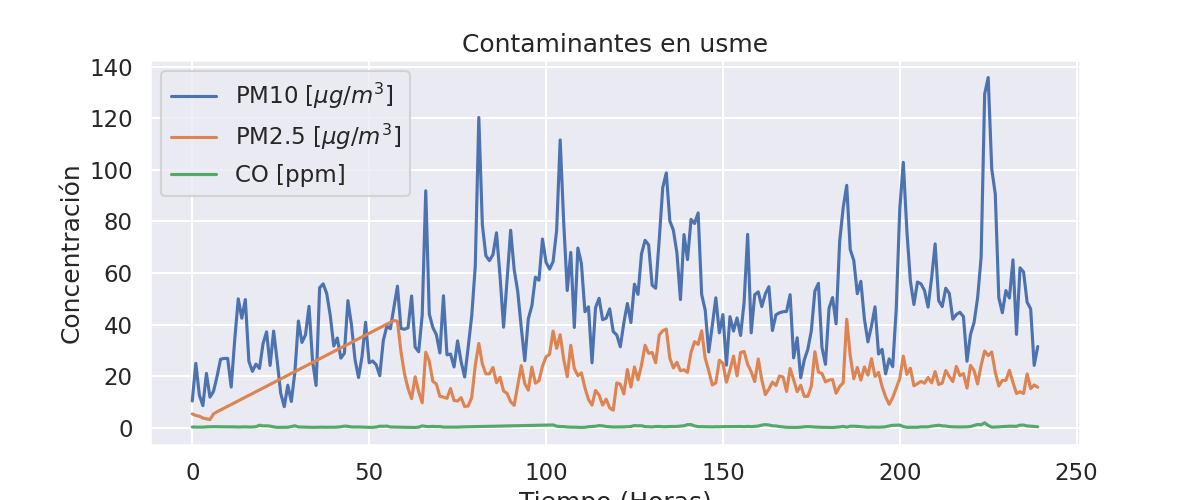 Contaminantes en usme
Concentración
140
120
100
80
60
40
20
0
PM10 [μg/m³]
PM2.5 [μg/m³]
CO [ppm]
0 50 100 150 200 250
Tiempo (Horas)